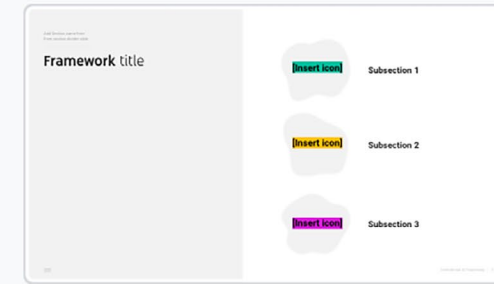 Framework title
[Insert icon]
Subsection 1
[Insert icon]
Subsection 2
[Insert icon]
Subsection 3